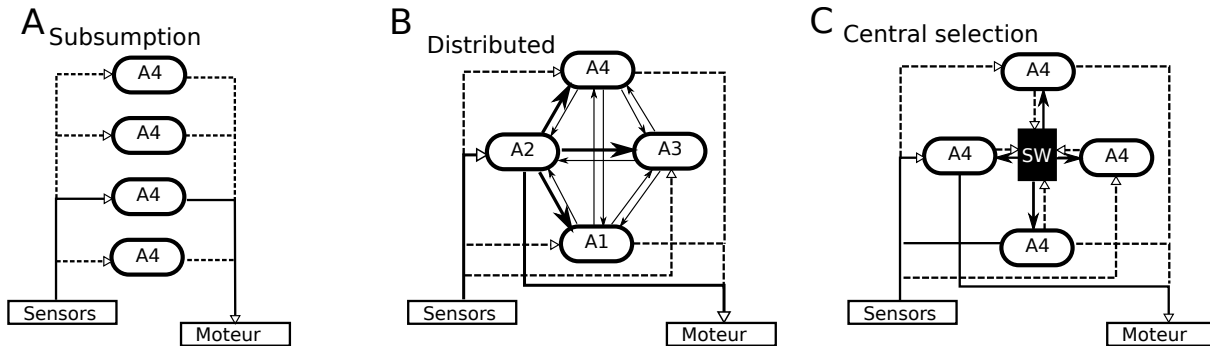 A
Subsumption
A4
A4
A4
A4
Sensors
Moteur
B
Distributed
A4
A2
A3
A1
Sensors
Moteur
C
Central selection
A4
A4
SW
A4
A4
Sensors
Moteur